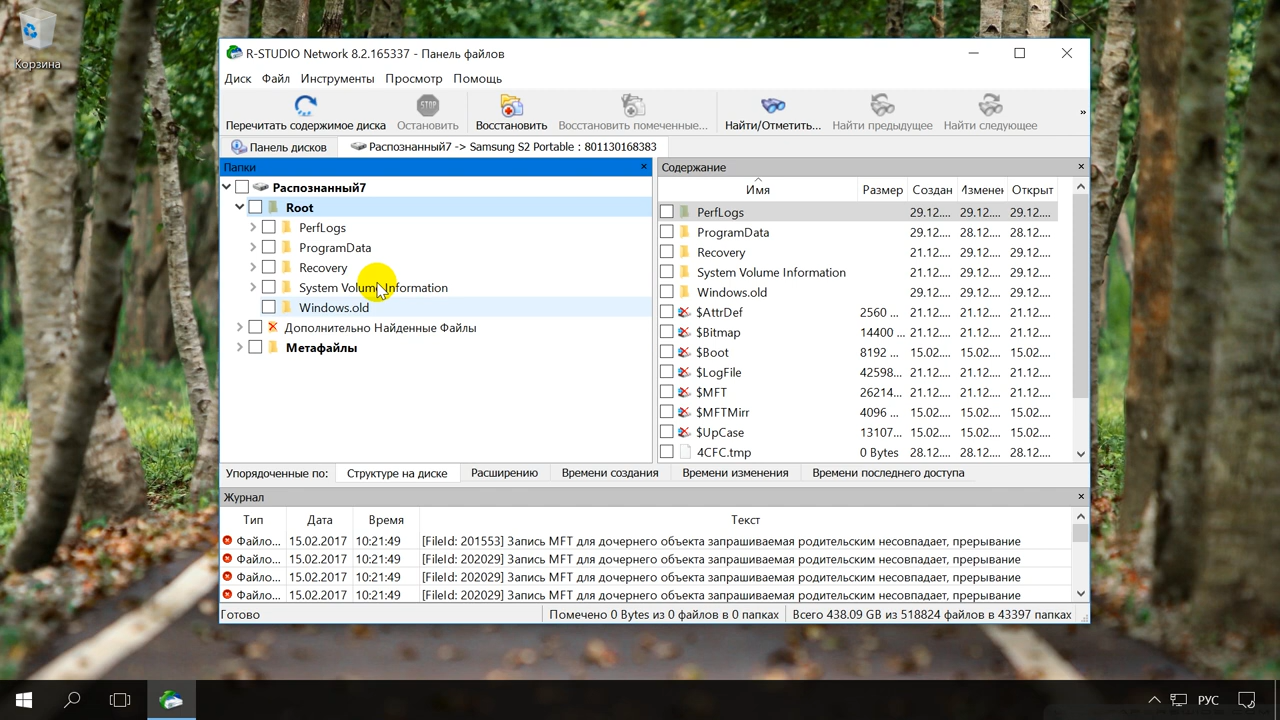 Корзина
R-STUDIO Network 8.2.165337 - Панель файлов
Диск Файл Инструменты Просмотр Помощь
Перечитать содержимое диска Остановить Восстановить Восстановить помеченные... Найти/Отметить... Найти предыдущее Найти следующее »
STOP
Панель дисков Распознанный7 -> Samsung S2 Portable : 801130168383
Папки
Распознанный7
Root
PerfLogs
ProgramData
Recovery
System Volume Information
Windows.old
Дополнительно Найденные Файлы
Метафайлы
Содержание
Имя Размер Создан Изменен Открыт
PerfLogs 29.12.... 29.12.... 29.12....
ProgramData 29.12.... 28.12.... 28.12....
Recovery 21.12.... 29.12.... 29.12....
System Volume Information 21.12.... 29.12.... 29.12....
Windows.old 29.12.... 29.12.... 29.12....
$AttrDef 2560 ... 21.12.... 21.12.... 21.12....
$Bitmap 14400 ... 21.12.... 21.12.... 21.12....
$Boot 8192 ... 15.02.... 15.02.... 15.02....
$LogFile 42598... 21.12.... 21.12.... 21.12....
$MFT 26214... 21.12.... 21.12.... 21.12....
$MFTMirr 4096 ... 15.02.... 15.02.... 15.02....
$UpCase 13107... 15.02.... 15.02.... 15.02....
4CFC.tmp 0 Bytes 28.12.... 28.12.... 28.12....
Упорядоченные по: Структуре на диске Расширению Времени создания Времени изменения Времени последнего доступа
Журнал
Тип Дата Время Текст
Файло... 15.02.2017 10:21:49 [FileId: 201553] Запись MFT для дочернего объекта запрашиваемая родительским несовпадает, прерывание
Файло... 15.02.2017 10:21:49 [FileId: 202029] Запись MFT для дочернего объекта запрашиваемая родительским несовпадает, прерывание
Файло... 15.02.2017 10:21:49 [FileId: 202029] Запись MFT для дочернего объекта запрашиваемая родительским несовпадает, прерывание
Файло... 15.02.2017 10:21:49 [FileId: 202029] Запись MFT для дочернего объекта запрашиваемая родительским несовпадает, прерывание
Готово Помечено 0 Bytes из 0 файлов в 0 папках Всего 438.09 GB из 518824 файлов в 43397 папках
РУС